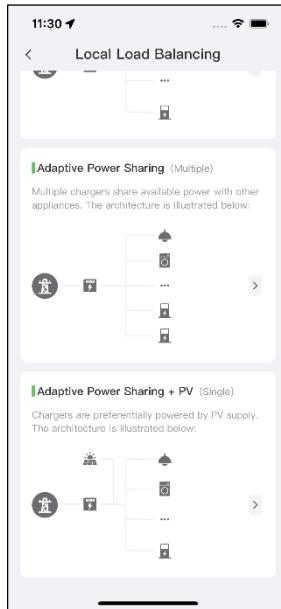 11:30
Local Load Balancing
...
Adaptive Power Sharing (Multiple)
Multiple chargers share available power with other
appliances. The architecture is illustrated below:
...
Adaptive Power Sharing + PV (Single)
Chargers are preferentially powered by PV supply.
The architecture is illustrated below:
...